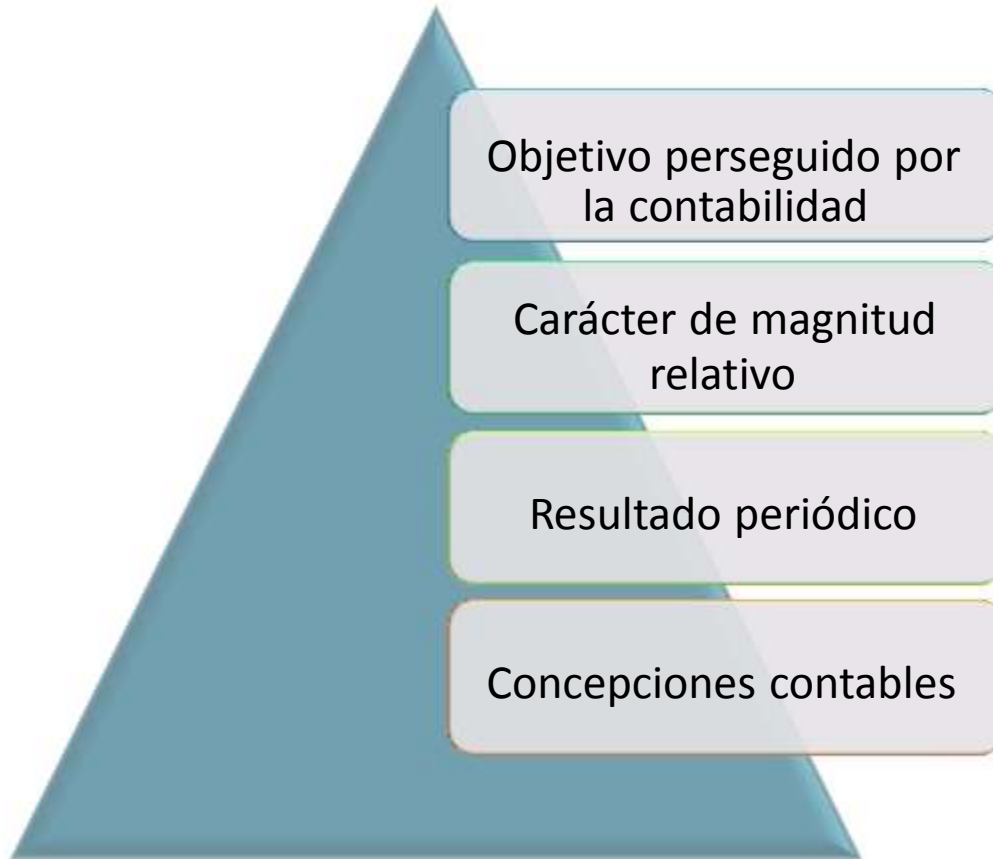 Objetivo perseguido por
la contabilidad
Carácter de magnitud
relativo
Resultado periódico
Concepciones contables